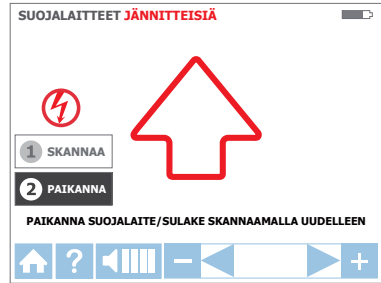 SUOJALAITTEET JÄNNITTEISIÄ
1 SKANNAA
2 PAIKANNA
PAIKANNA SUOJALAITE/SULAKE SKANNAAMALLA UUDELLEEN
? − +